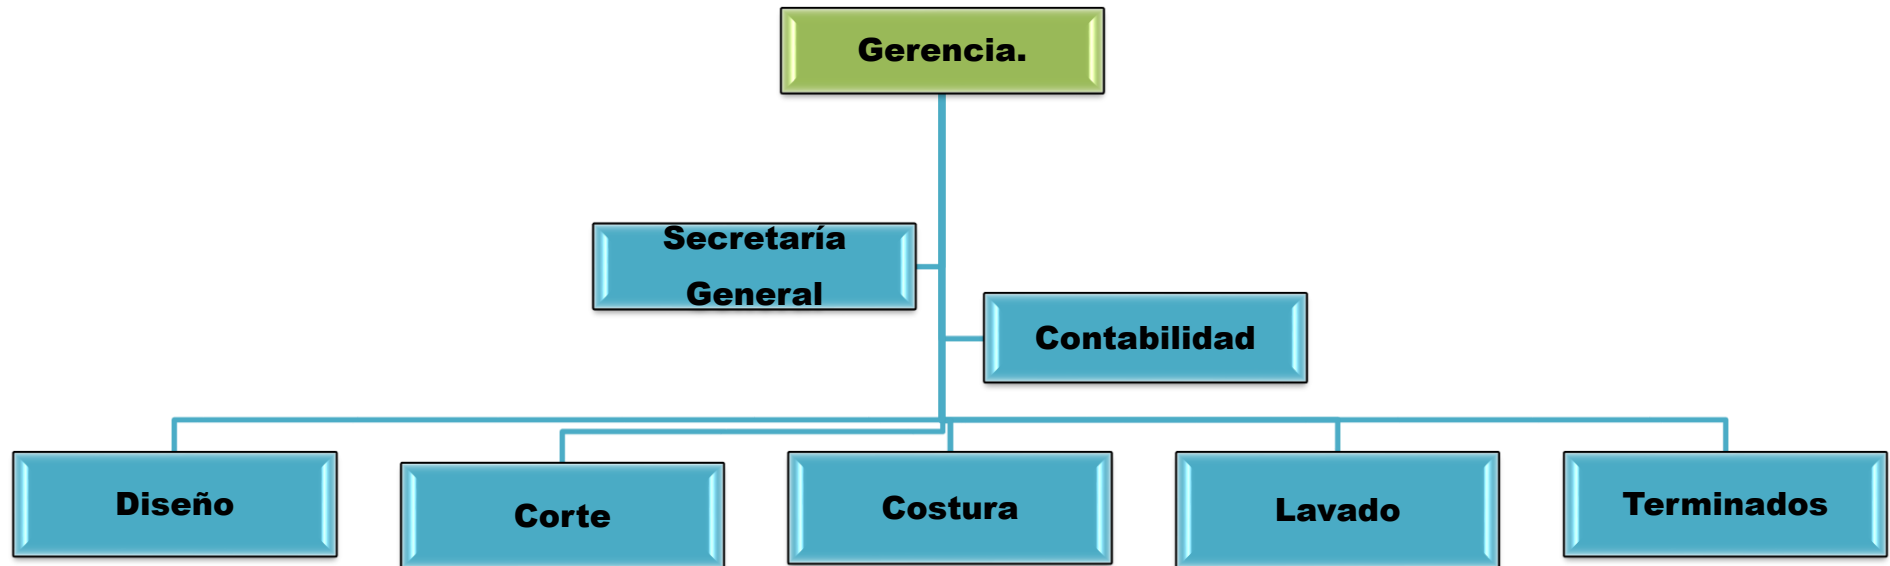 Gerencia.
Secretaría
General
Contabilidad
Diseño
Corte
Costura
Lavado
Terminados